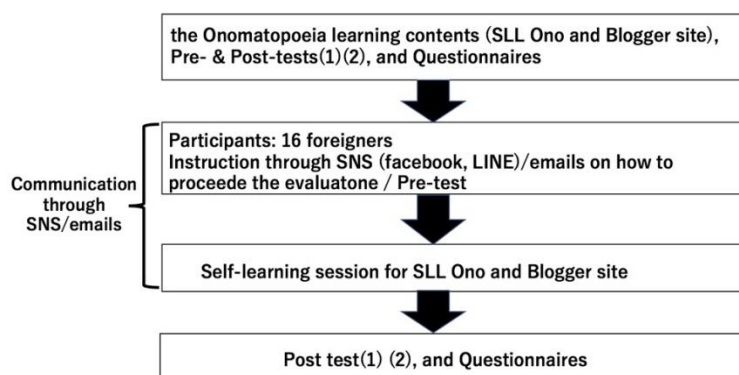 the Onomatopoeia learning contents (SLL Ono and Blogger site),
Pre- & Post-tests(1)(2), and Questionnaires
Participants: 16 foreigners
Instruction through SNS (facebook, LINE)/emails on how to
proceede the evaluatone / Pre-test
Communication
through
SNS/emails
Self-learning session for SLL Ono and Blogger site
Post test(1) (2), and Questionnaires